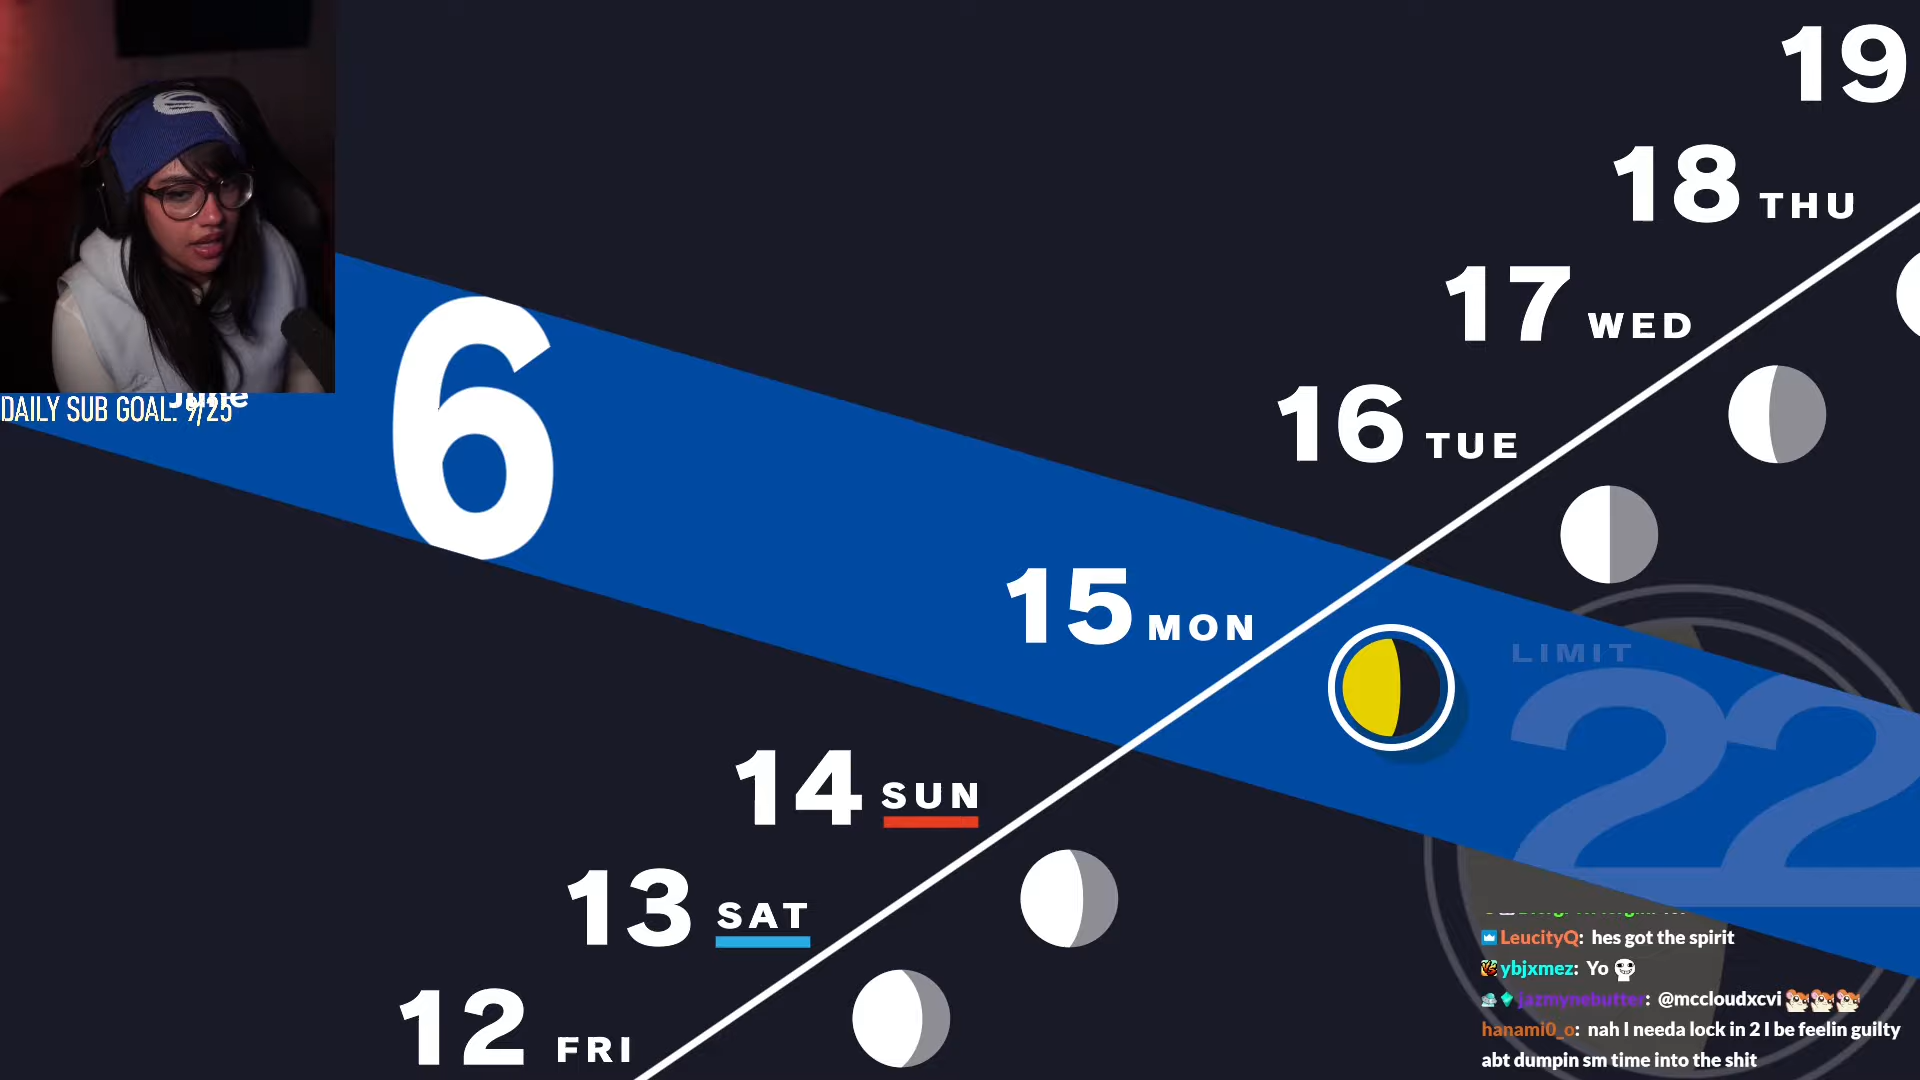 19
18 THU
17 WED
16 TUE
6
DAILY SUB GOAL: 9/25
15 MON
LIMIT
22
14 SUN
13 SAT
12 FRI
LeucityQ: hes got the spirit
ybjxmez: Yo
jazmynebutter: @mccloudxcvi
hanami0_o: nah I needa lock in 2 I be feelin guilty
abt dumpin sm time into the shit